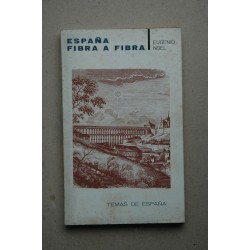 ESPAÑA
FIBRA A FIBRA
EUGENIO
NOEL
TEMAS DE ESPAÑA